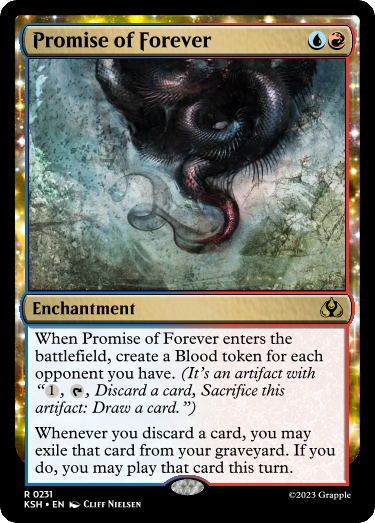 Promise of Forever
Enchantment
When Promise of Forever enters the
battlefield, create a Blood token for each
opponent you have. (It's an artifact with
"1, T, Discard a card, Sacrifice this
artifact: Draw a card.")
Whenever you discard a card, you may
exile that card from your graveyard. If you
do, you may play that card this turn.
R 0231
KSH • EN Cliff Nielsen
©2023 Grapple